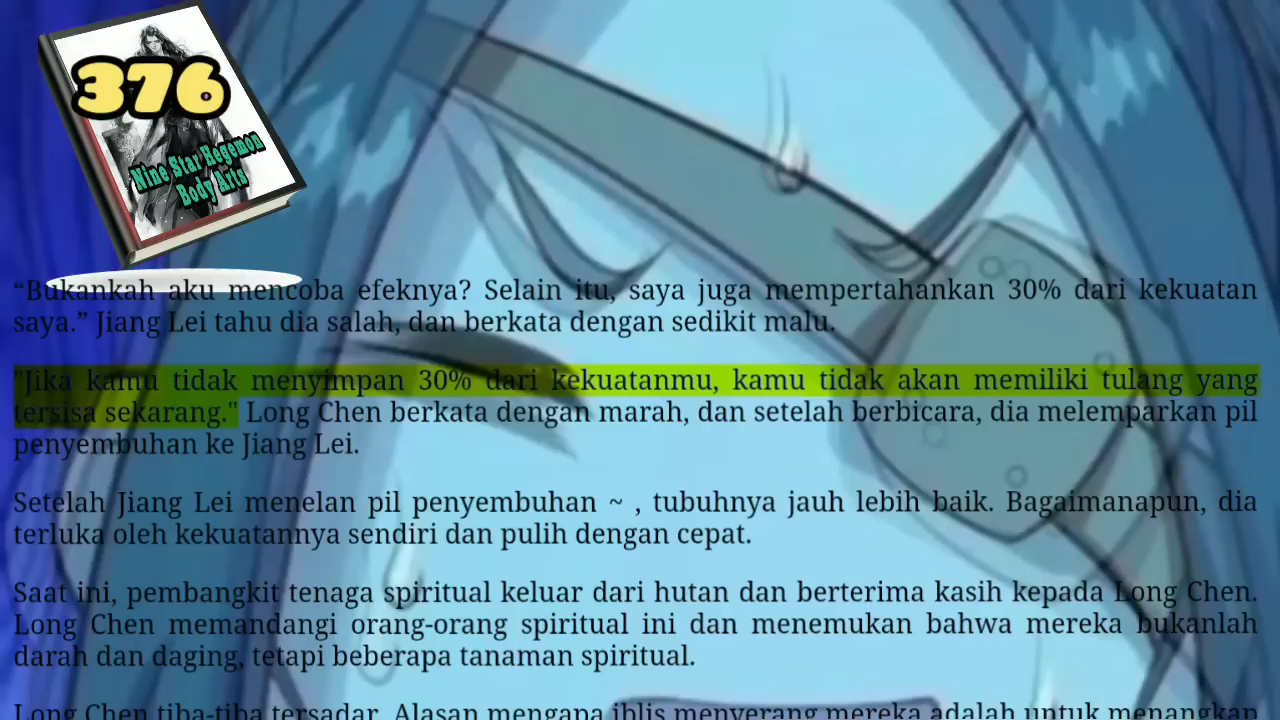 376
Nine Star Hegemon
Body Arts
“Bukankah aku mencoba efeknya? Selain itu, saya juga mempertahankan 30% dari kekuatan
saya.” Jiang Lei tahu dia salah, dan berkata dengan sedikit malu.
"Jika kamu tidak menyimpan 30% dari kekuatanmu, kamu tidak akan memiliki tulang yang
tersisa sekarang." Long Chen berkata dengan marah, dan setelah berbicara, dia melemparkan pil
penyembuhan ke Jiang Lei.
Setelah Jiang Lei menelan pil penyembuhan ~ , tubuhnya jauh lebih baik. Bagaimanapun, dia
terluka oleh kekuatannya sendiri dan pulih dengan cepat.
Saat ini, pembangkit tenaga spiritual keluar dari hutan dan berterima kasih kepada Long Chen.
Long Chen memandangi orang-orang spiritual ini dan menemukan bahwa mereka bukanlah
darah dan daging, tetapi beberapa tanaman spiritual.
Long Chen tiba-tiba tersadar. Alasan mengapa iblis menyerang mereka adalah untuk menangkap